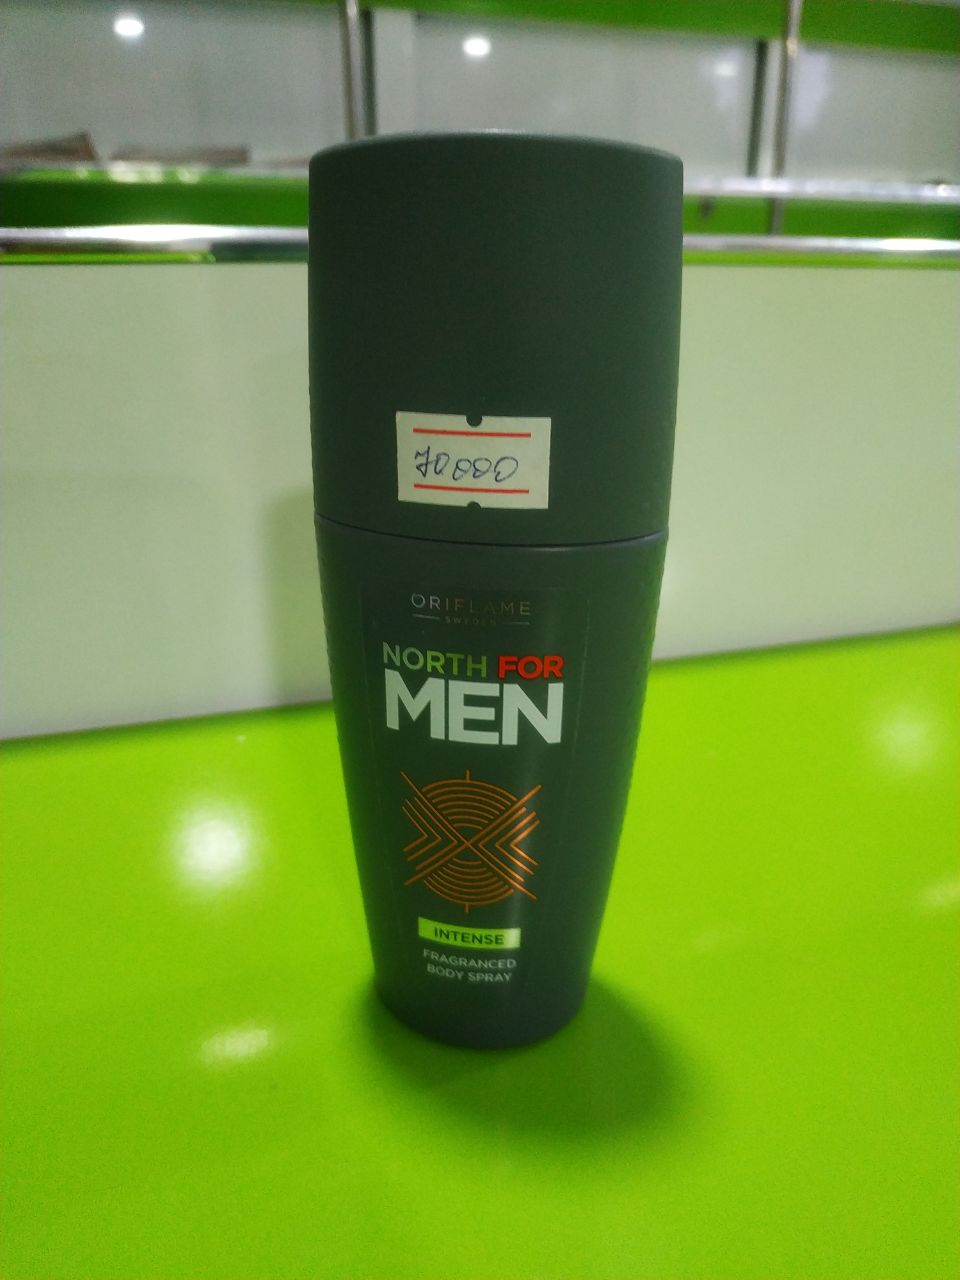 70000
ORIFLAME
SWEDEN
NORTH FOR
MEN
INTENSE
FRAGRANCED
BODY SPRAY